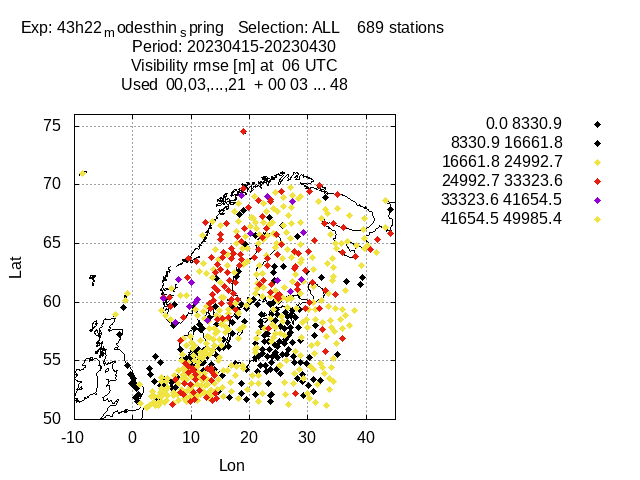 Exp: 43h22modesthinspring Selection: ALL 689 stations
Period: 20230415-20230430
Visibility rmse [m] at 06 UTC
Used 00,03,...,21 + 00 03 ... 48
0.0 8330.9
8330.9 16661.8
16661.8 24992.7
24992.7 33323.6
33323.6 41654.5
41654.5 49985.4
75
70
65
60
55
50
Lat
-10 0 10 20 30 40
Lon